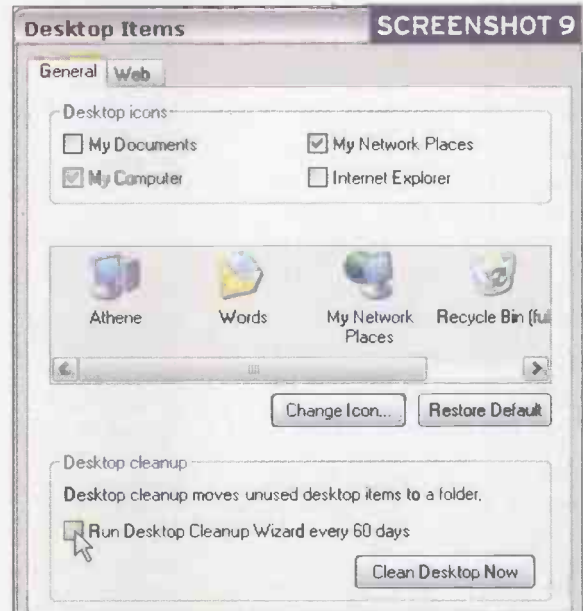 Desktop Items
SCREENSHOT 9
General Web
Desktop icons
My Documents
My Network Places
My Computer
Internet Explorer
Athene
Words
My Network Places
Recycle Bin (ful
Change Icon...
Restore Default
Desktop cleanup
Desktop cleanup moves unused desktop items to a folder.
Run Desktop Cleanup Wizard every 60 days
Clean Desktop Now